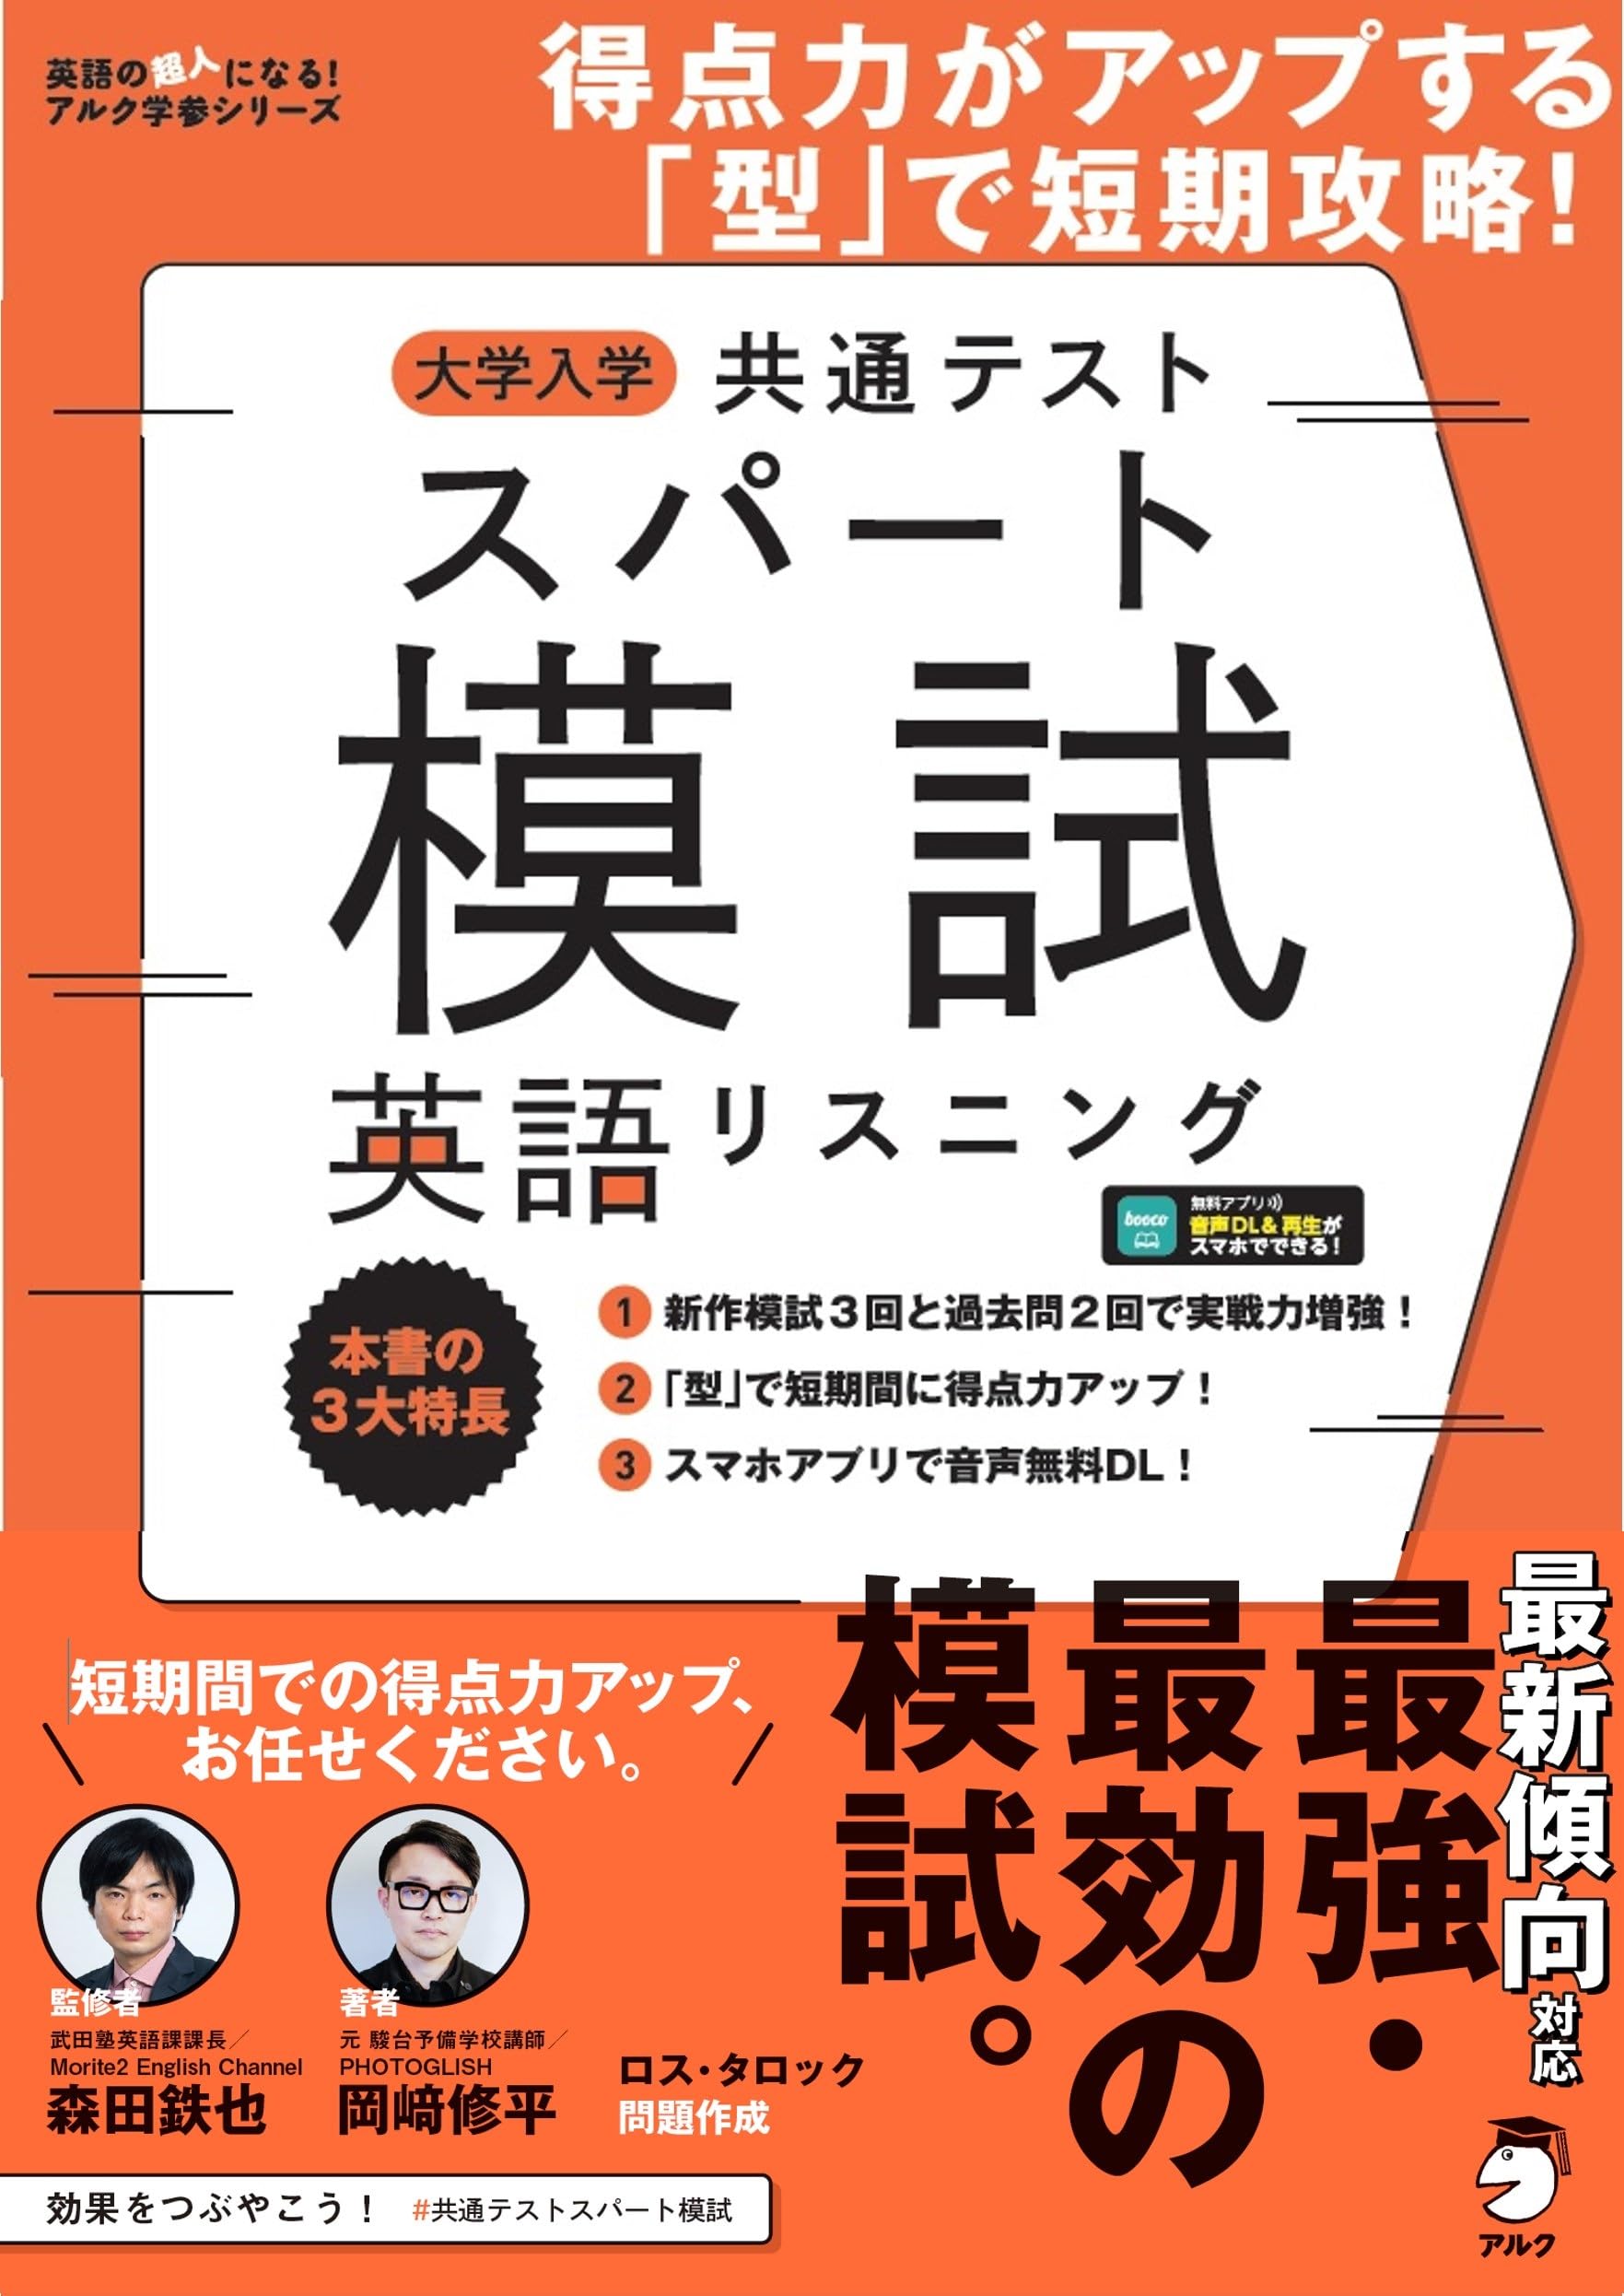 英語の超人になる!
アルク学参シリーズ
得点力がアップする
「型」で短期攻略!
大学入学 共通テスト
スパート
模試
英語リスニング
booco
無料アプリ
音声DL&再生が
スマホでできる!
本書の
3大特長
1 新作模試3回と過去問2回で実戦力増強!
2 「型」で短期間に得点力アップ!
3 スマホアプリで音声無料DL!
最新傾向対応
最強・
最効の
模試。
短期間での得点力アップ、
お任せください。
監修者
武田塾英語課課長/
Morite2 English Channel
森田鉄也
著者
元 駿台予備学校講師/
PHOTOGLISH
岡﨑修平
ロス・タロック
問題作成
効果をつぶやこう! #共通テストスパート模試
アルク